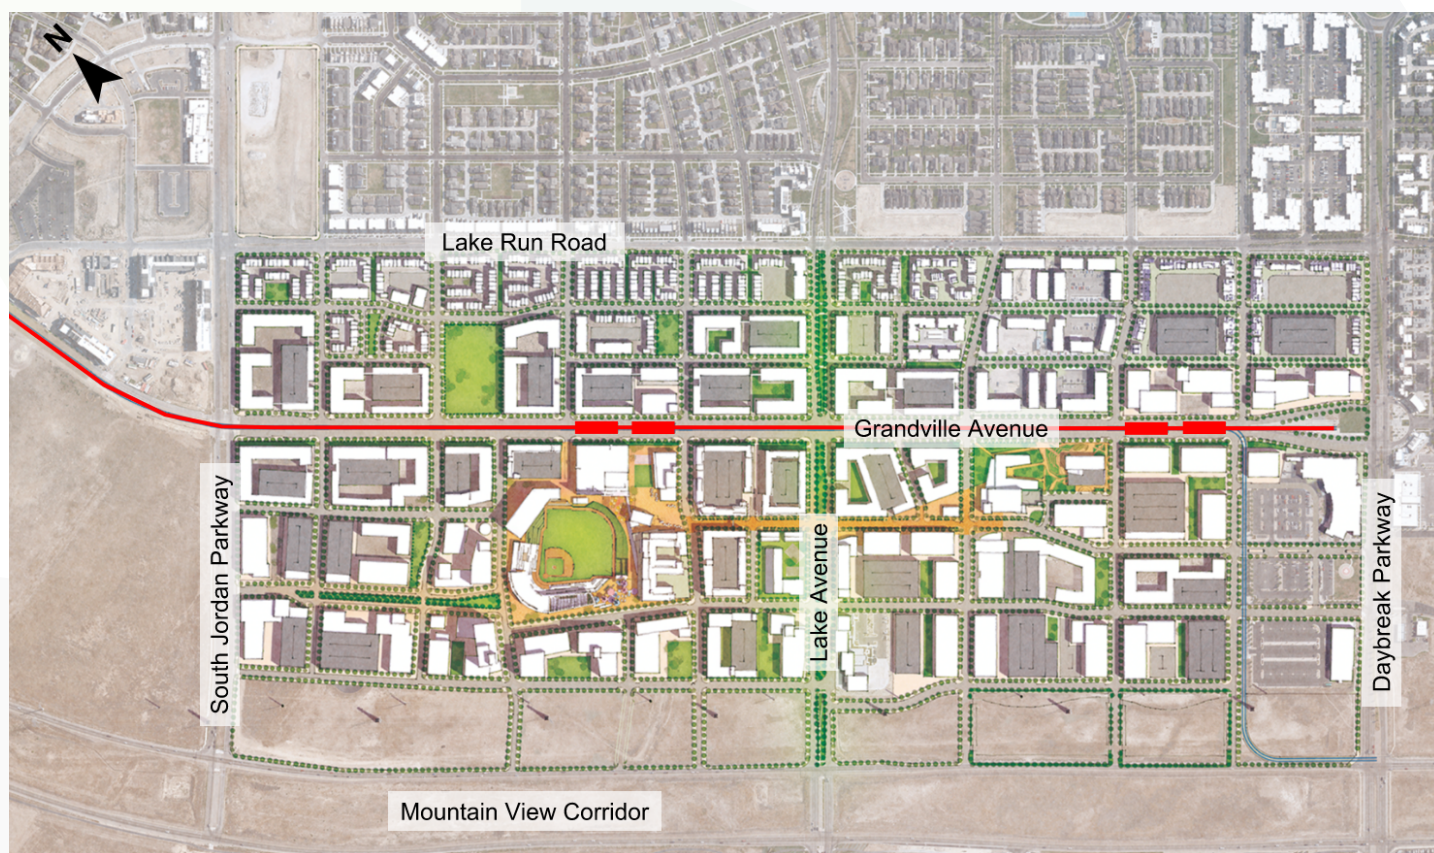 N
Lake Run Road
Grandville Avenue
South Jordan Parkway
Lake Avenue
Daybreak Parkway
Mountain View Corridor